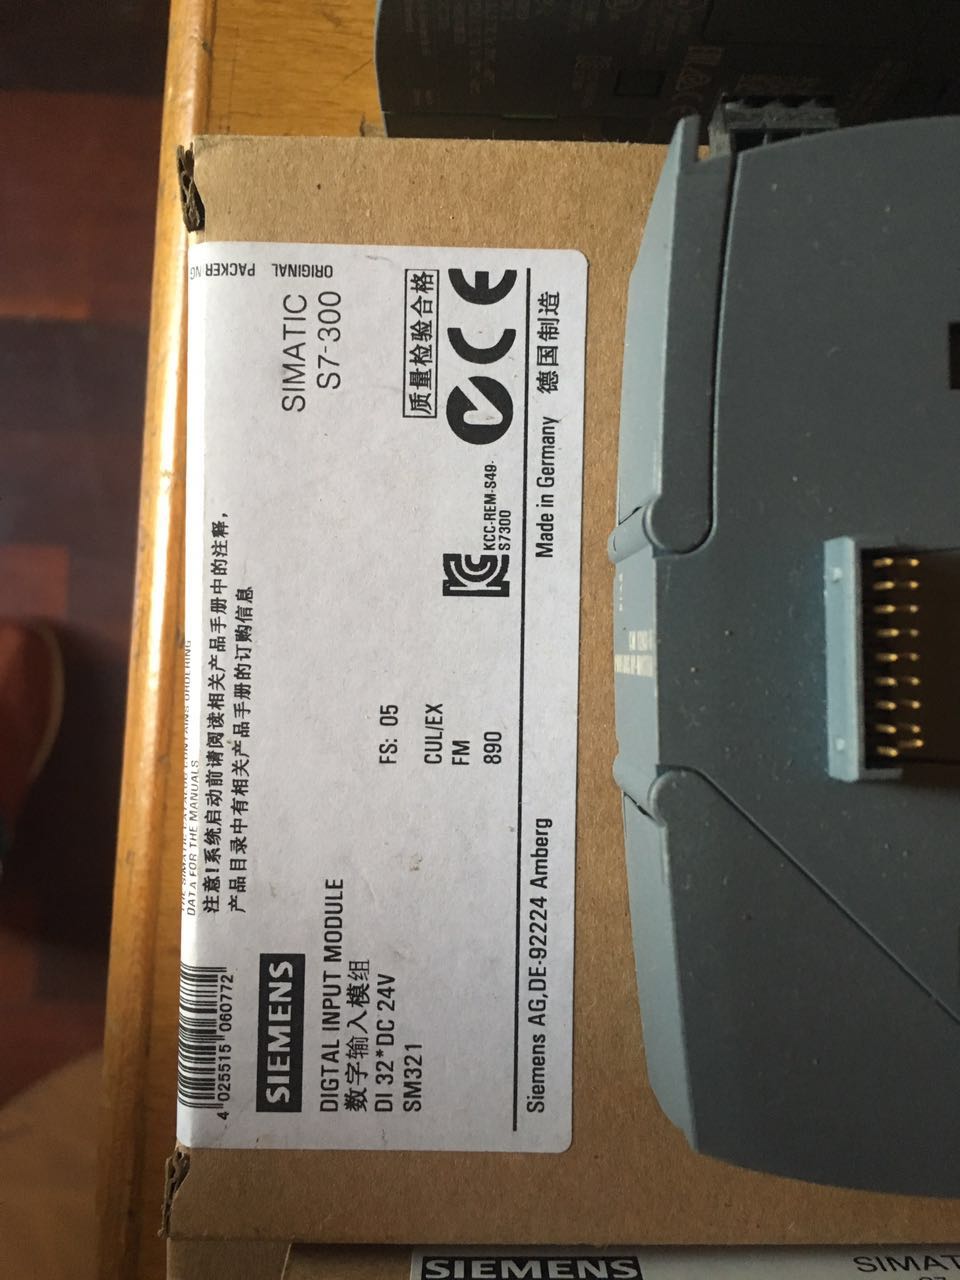 ORIGINAL PACKER NG
SIMATIC
S7-300
DATA FOR THE MANUALS
注意!系统启动前请阅读相关产品手册中的注释,
产品目录中有相关产品手册的订购信息
4 025515 060772
SIEMENS
DIGTAL INPUT MODULE
数字输入模组
DI 32*DC 24V
SM321
FS: 05
CUL/EX
FM
890
质量检验合格
CE
KCC-REM-S49-
S7300
Siemens AG,DE-92224 Amberg
Made in Germany 德国制造
SIEMENS
SIMAT